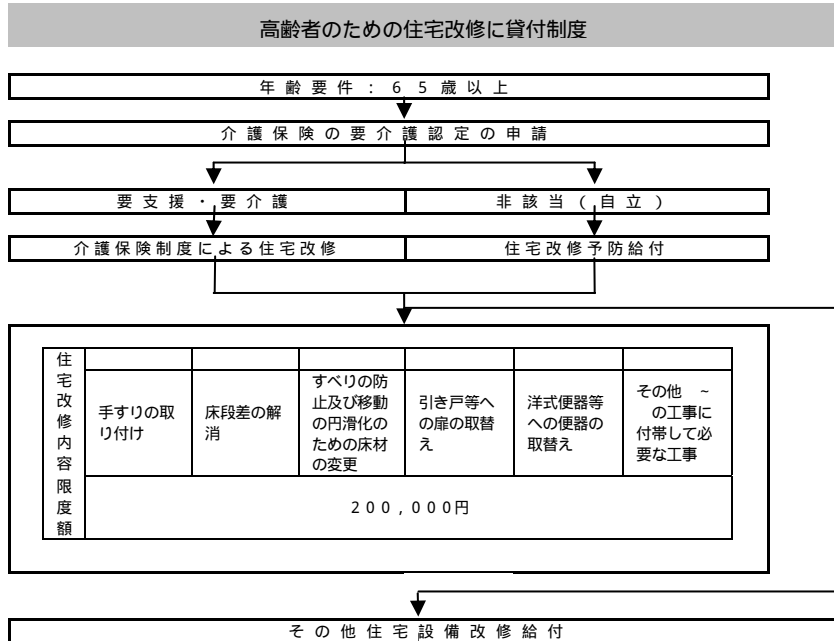 高齢者のための住宅改修に貸付制度
年齢要件:65歳以上
介護保険の要介護認定の申請
要支援・要介護
非該当(自立)
介護保険制度による住宅改修
住宅改修予防給付
住宅改修内容
手すりの取
り付け
床段差の解
消
すべりの防
止及び移動
の円滑化の
ための床材
の変更
引き戸等へ
の扉の取替
え
洋式便器等
への便器の
取替え
その他 ~
の工事に
付帯して必
要な工事
限度額
200,000円
その他住宅設備改修給付